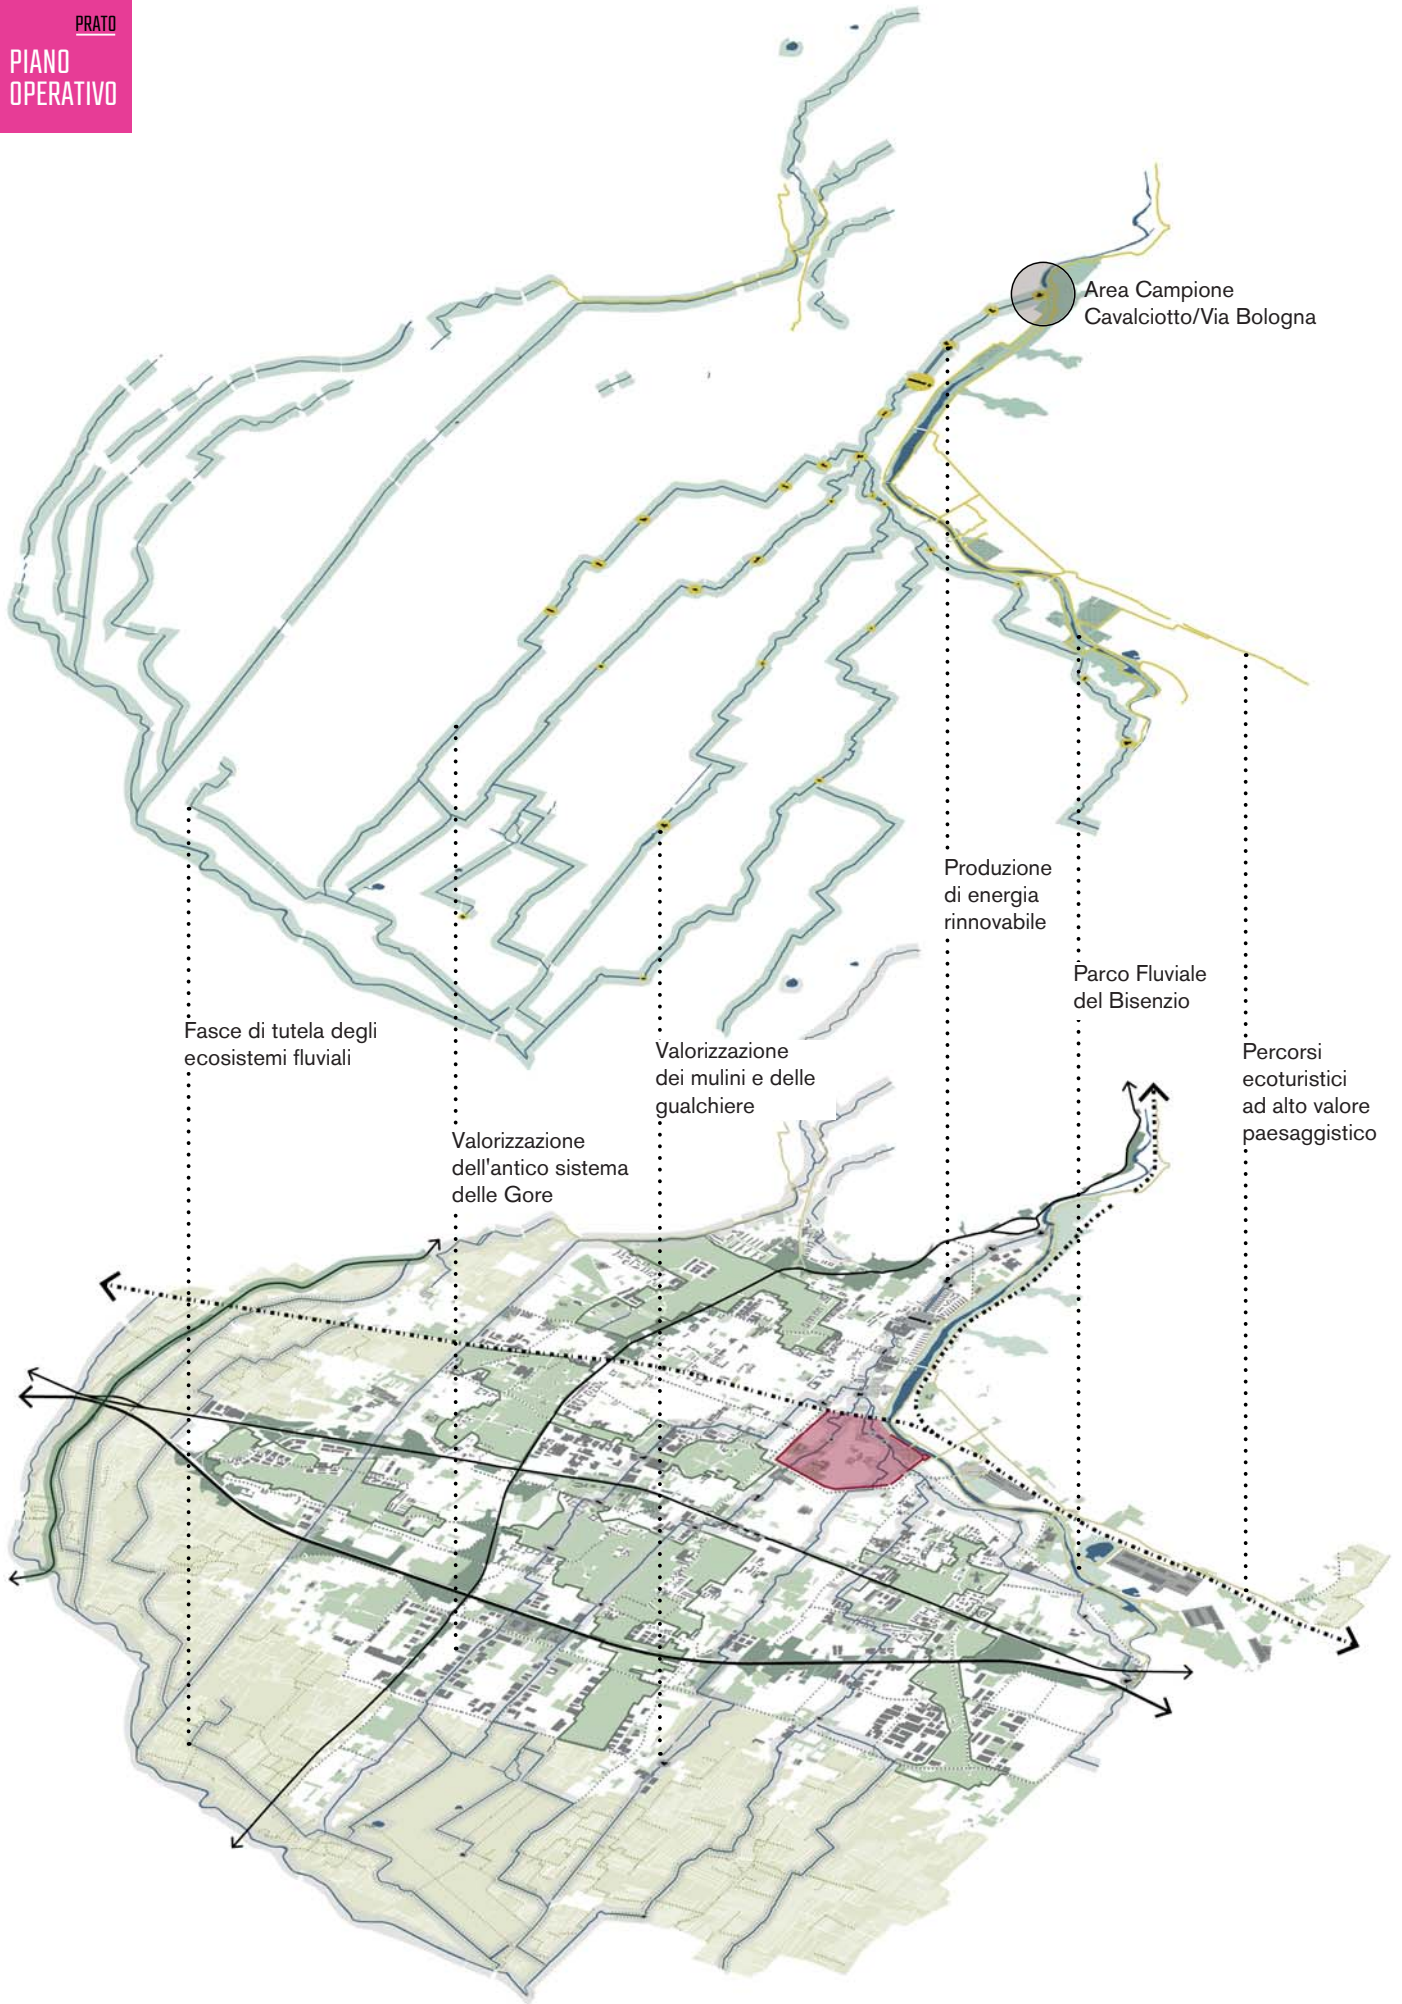 PRATO
PIANO
OPERATIVO
Area Campione
Cavalciotto/Via Bologna
Produzione
di energia
rinnovabile
Parco Fluviale
del Bisenzio
Fasce di tutela degli
ecosistemi fluviali
Valorizzazione
dei mulini e delle
gualchiere
Percorsi
ecoturistici
ad alto valore
paesaggistico
Valorizzazione
dell'antico sistema
delle Gore